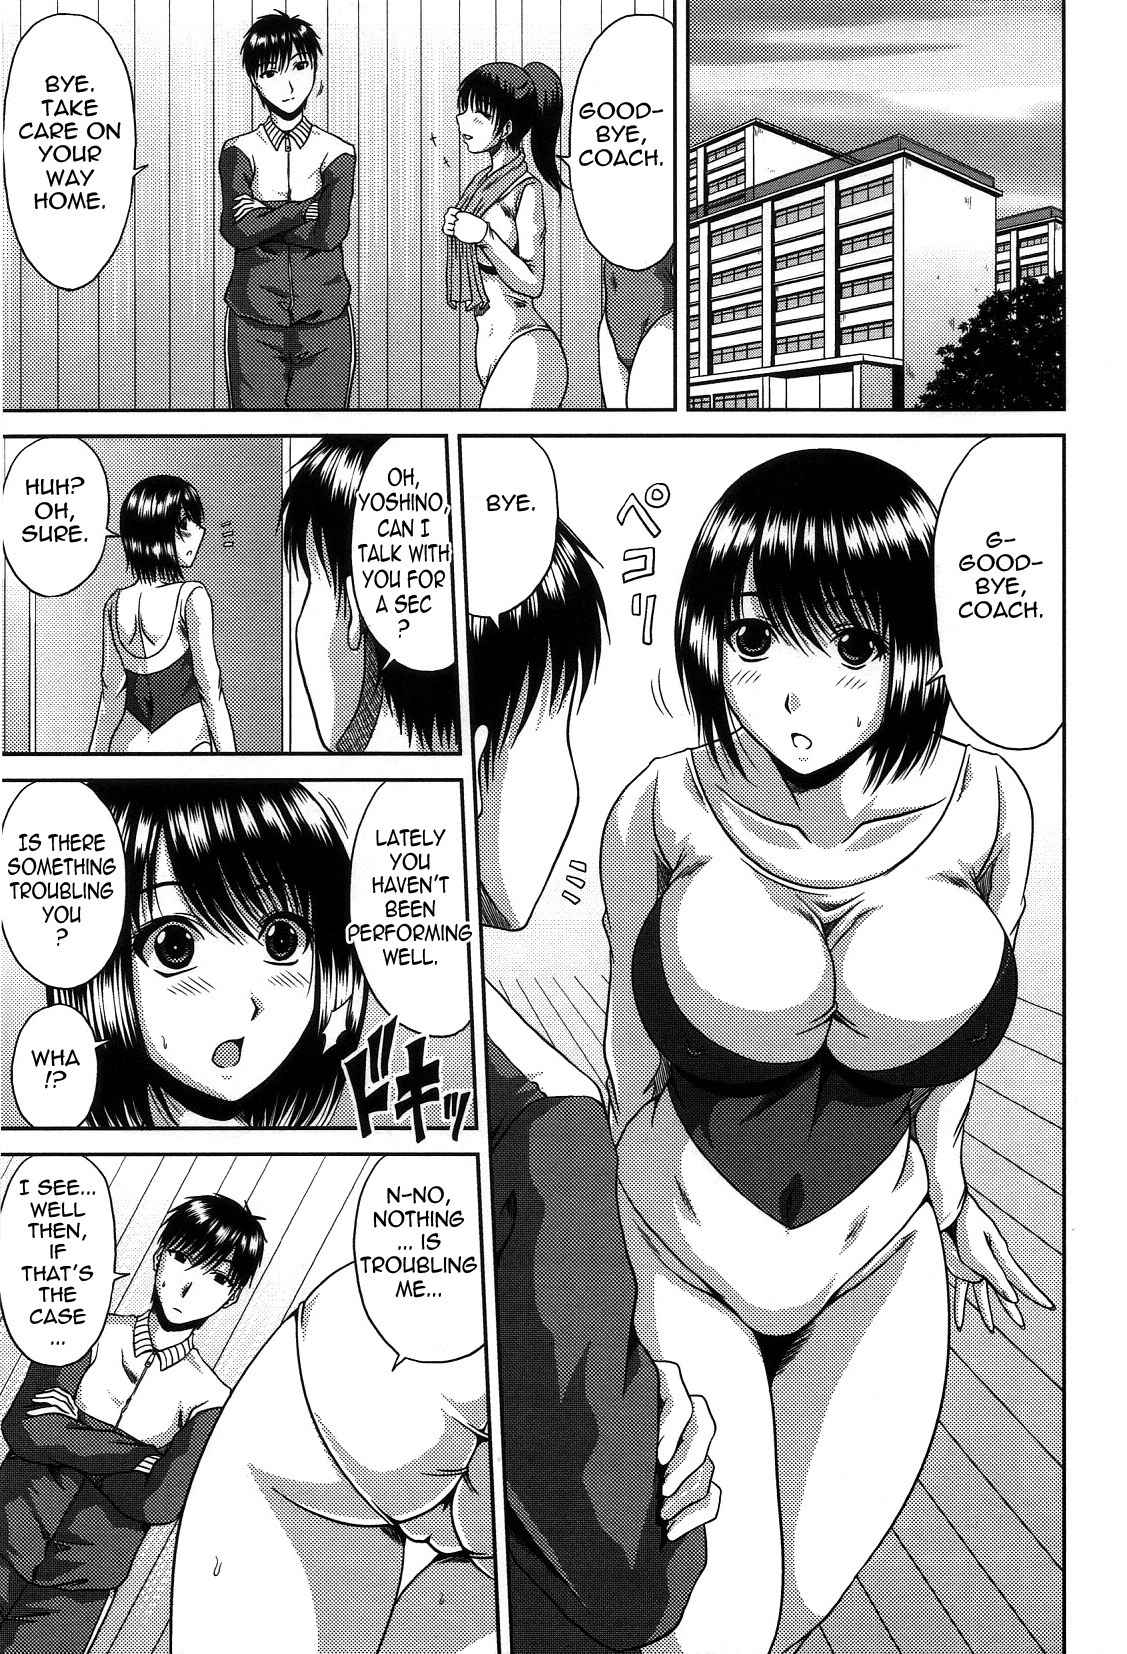 GOOD-
BYE,
COACH.
BYE.
TAKE
CARE ON
YOUR
WAY
HOME.
G-
GOOD-
BYE,
COACH.
ペコリ
BYE.
OH,
YOSHINO,
CAN I
TALK WITH
YOU FOR
A SEC
?
HUH?
OH,
SURE.
LATELY
YOU
HAVEN'T
BEEN
PERFORMING
WELL.
IS THERE
SOMETHING
TROUBLING
YOU
?
WHA
!?
ドキッ
N-NO,
NOTHING
... IS
TROUBLING
ME...
I SEE...
WELL
THEN,
IF
THAT'S
THE
CASE
...